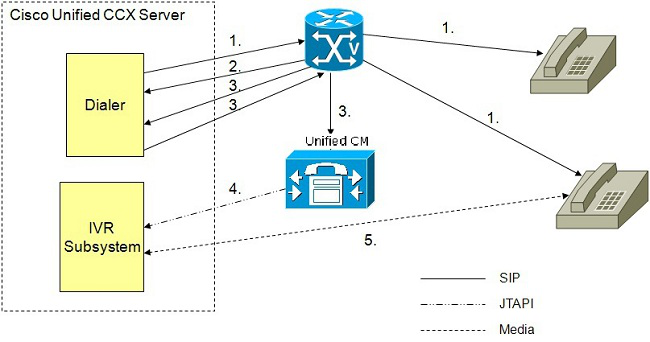 Cisco Unified CCX Server
1.
1.
2.
3.
3.
Dialer
3.
1.
Unified CM
V
4.
IVR
Subsystem
5.
SIP
JTAPI
Media